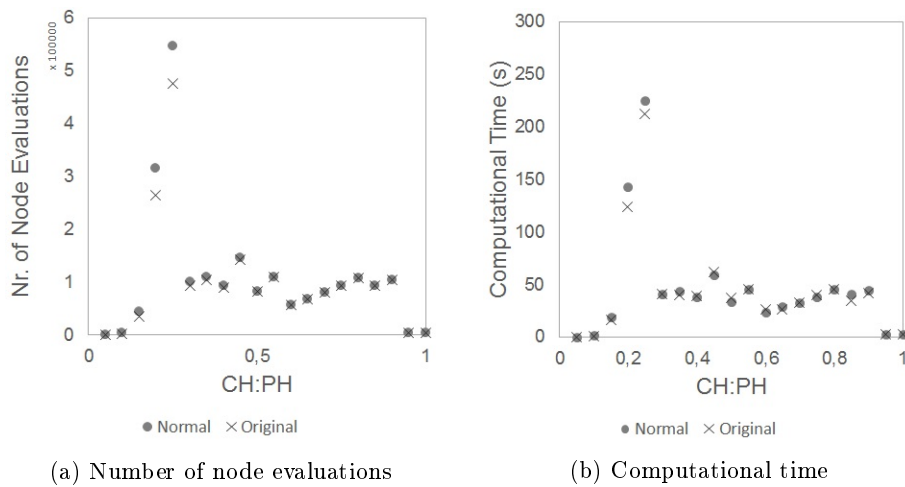 Nr. of Node Evaluations
x 100000
6
5
4
3
2
1
0
0 0,5 1
CH:PH
Normal Original
(a) Number of node evaluations
Computational Time (s)
300
250
200
150
100
50
0
0 0,2 0,4 0,6 0,8 1
CH:PH
Normal Original
(b) Computational time